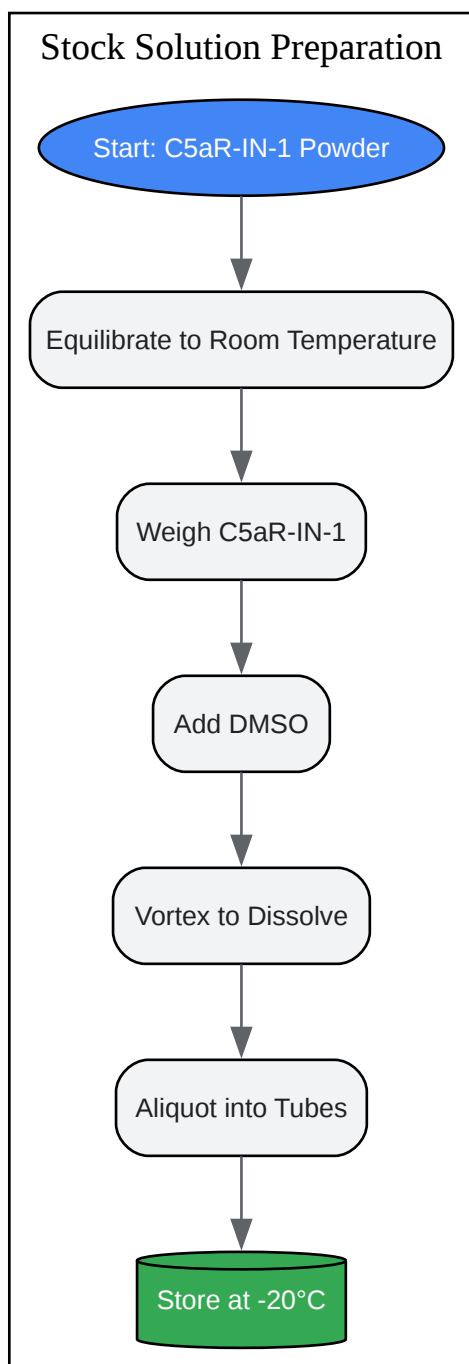 Stock Solution Preparation
Start: C5aR-IN-1 Powder
Equilibrate to Room Temperature
Weigh C5aR-IN-1
Add DMSO
Vortex to Dissolve
Aliquot into Tubes
Store at -20°C